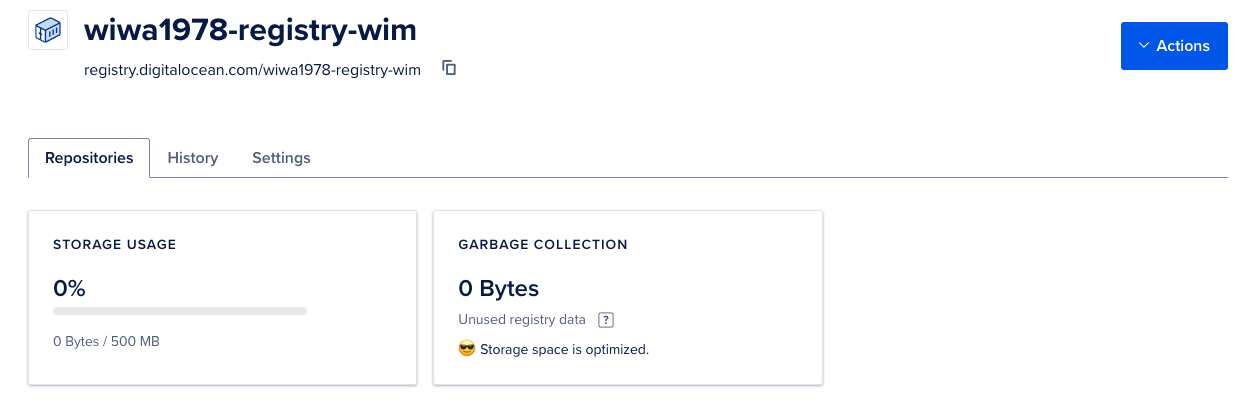 wiwa1978-registry-wim
Actions
registry.digitalocean.com/wiwa1978-registry-wim
Repositories History Settings
STORAGE USAGE
0%
0 Bytes / 500 MB
GARBAGE COLLECTION
0 Bytes
Unused registry data ?
😎 Storage space is optimized.